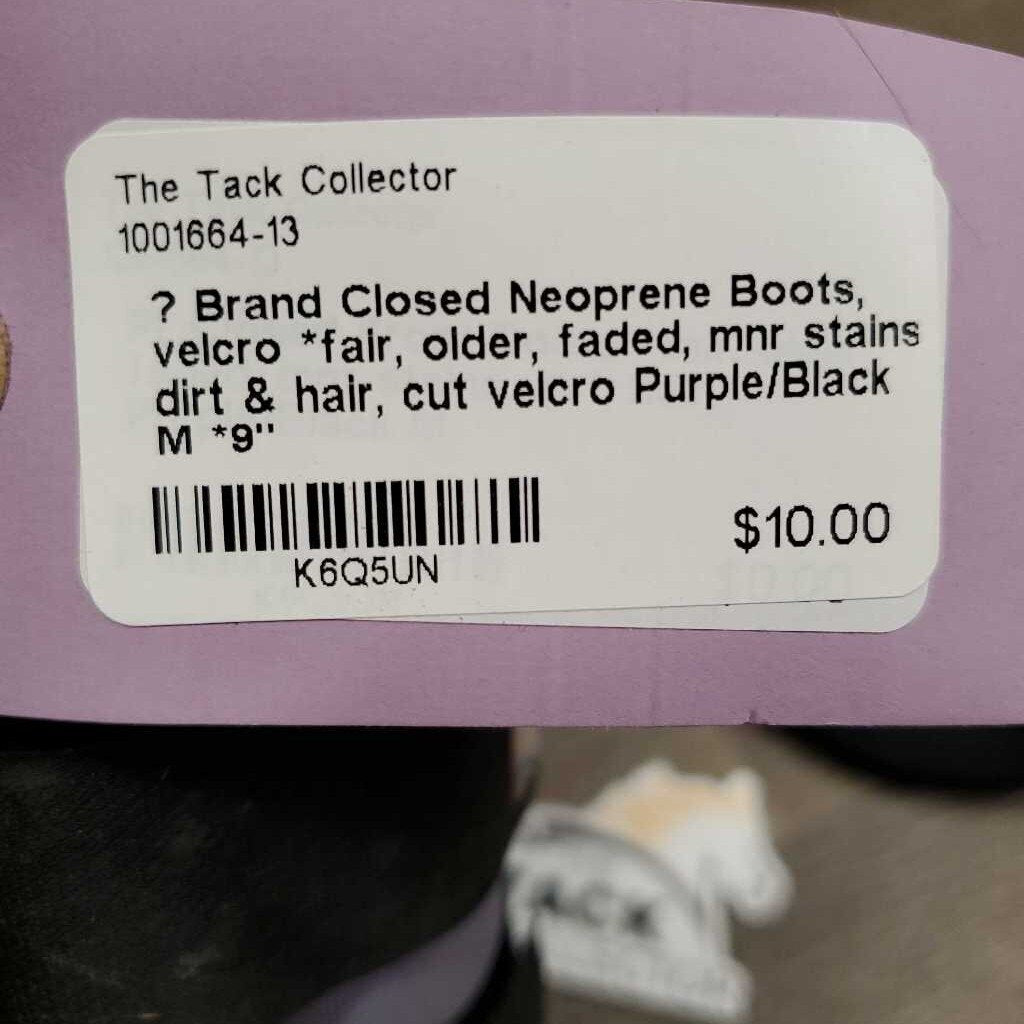 The Tack Collector
1001664-13
? Brand Closed Neoprene Boots,
velcro *fair, older, faded, mnr stains
dirt & hair, cut velcro Purple/Black
M *9"
K6Q5UN
$10.00